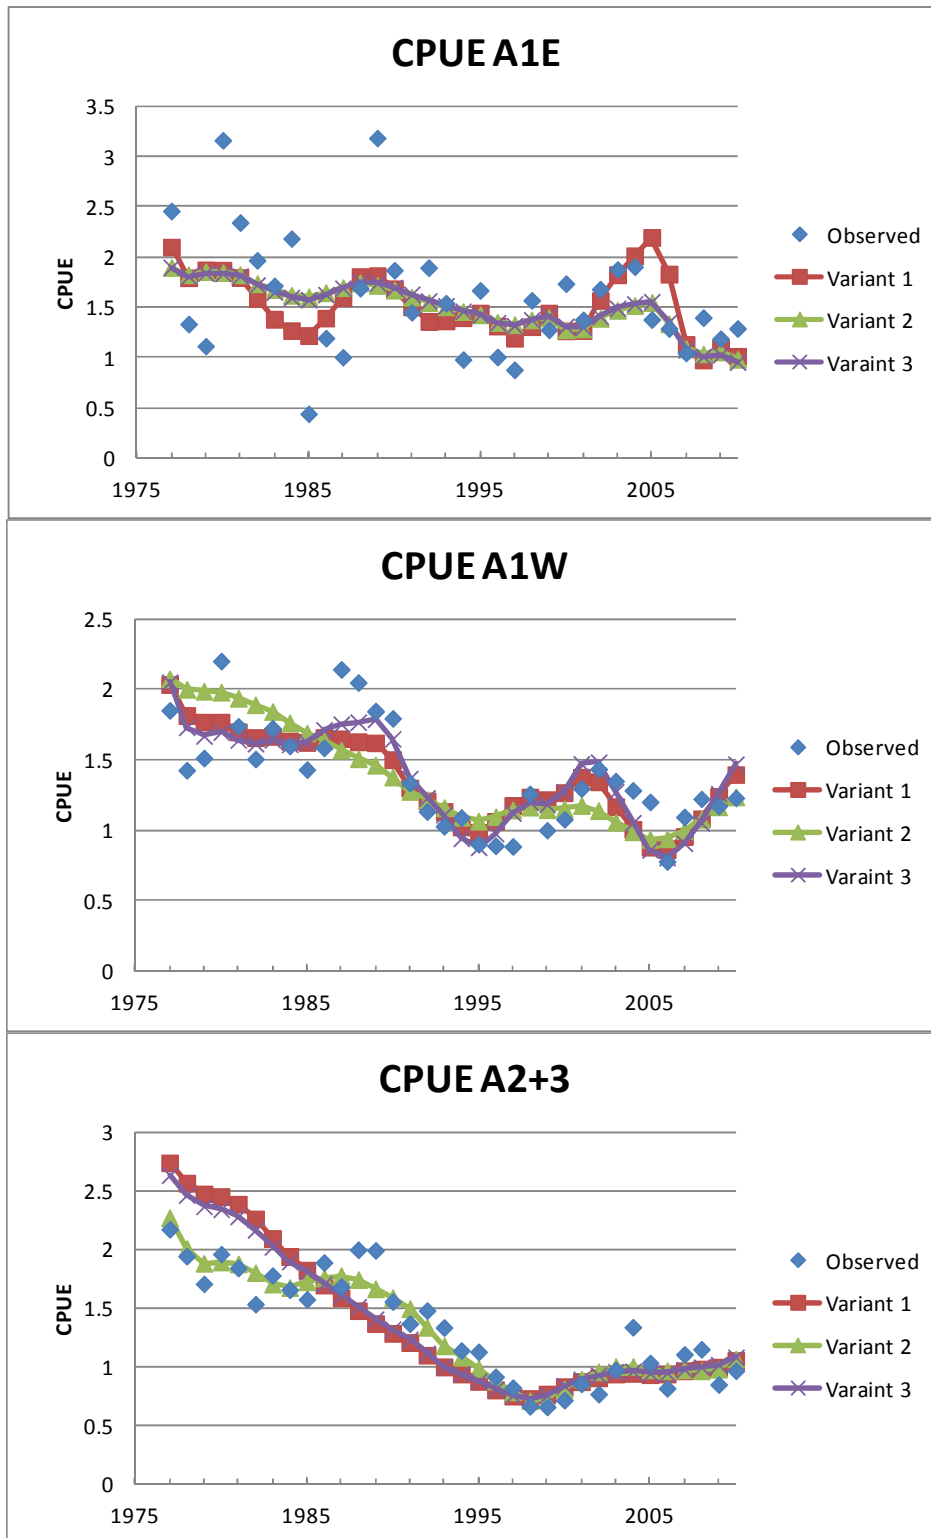 CPUE A1E
3.5
3
2.5
2
1.5
1
0.5
0
CPUE
1975
1985
1995
2005
Observed
Variant 1
Variant 2
Varaint 3
CPUE A1W
2.5
2
1.5
1
0.5
0
CPUE
1975
1985
1995
2005
Observed
Variant 1
Variant 2
Varaint 3
CPUE A2+3
3
2.5
2
1.5
1
0.5
0
CPUE
1975
1985
1995
2005
Observed
Variant 1
Variant 2
Varaint 3